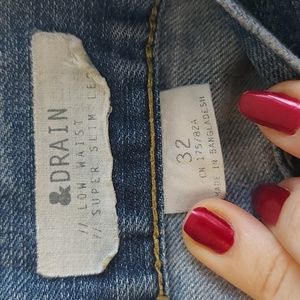 &DRAIN
// LOW WAIST
// SUPER SLIM LE
32
CN 175/82A
MADE IN BANGLADESH